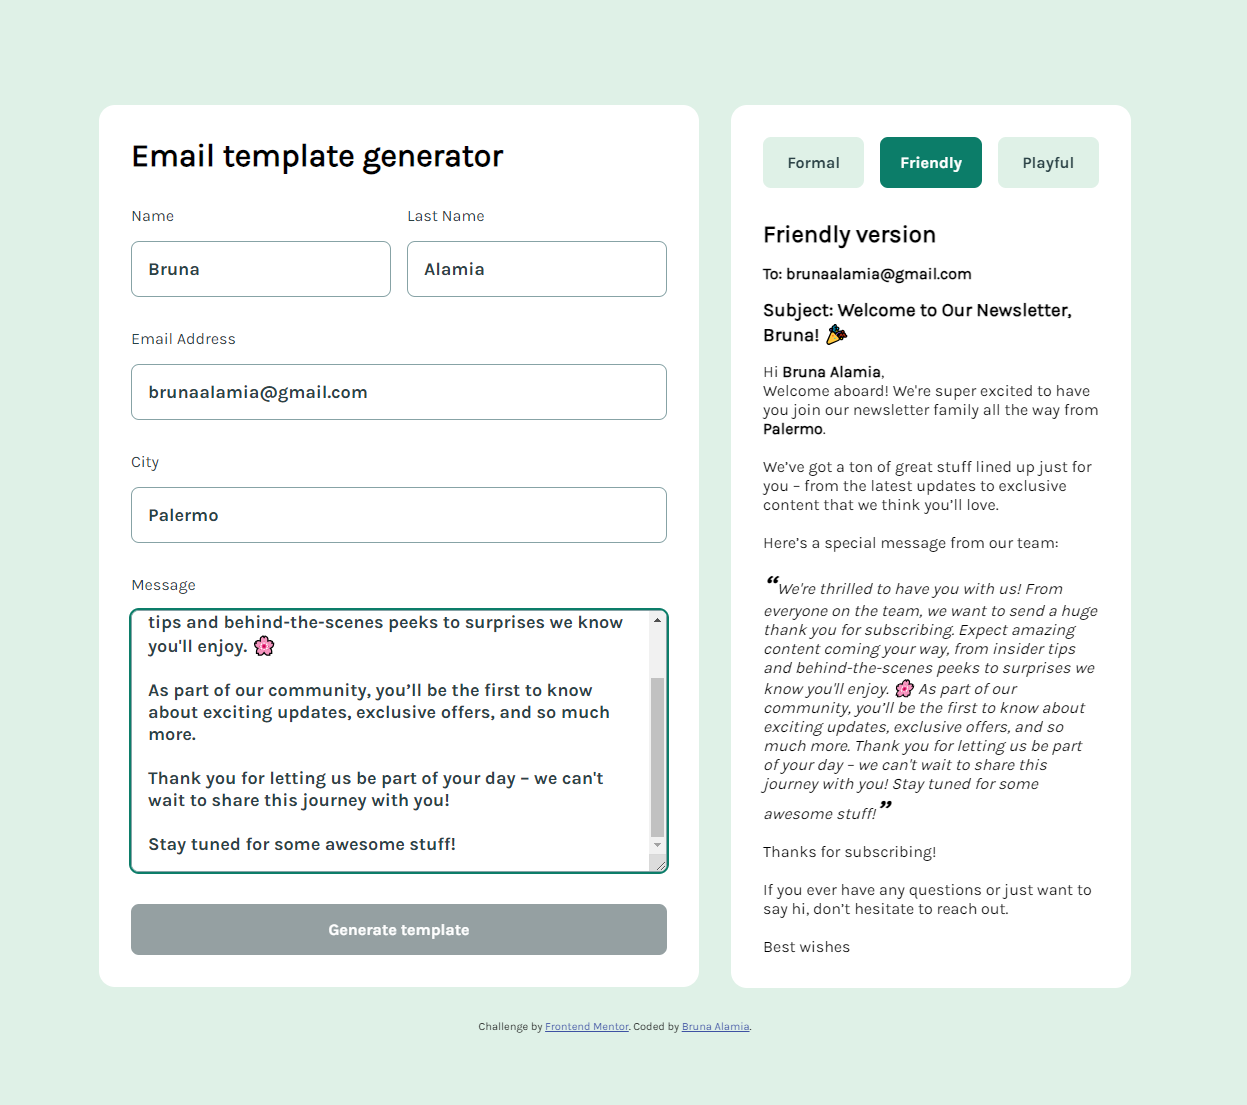 Email template generator
Name
Last Name
Bruna
Alamia
Email Address
brunaalamia@gmail.com
City
Palermo
Message
tips and behind-the-scenes peeks to surprises we know
you'll enjoy. 🌸
As part of our community, you’ll be the first to know
about exciting updates, exclusive offers, and so much
more.
Thank you for letting us be part of your day – we can't
wait to share this journey with you!
Stay tuned for some awesome stuff!
Generate template
Formal
Friendly
Playful
Friendly version
To: brunaalamia@gmail.com
Subject: Welcome to Our Newsletter,
Bruna! 🎉
Hi Bruna Alamia,
Welcome aboard! We're super excited to have
you join our newsletter family all the way from
Palermo.
We’ve got a ton of great stuff lined up just for
you – from the latest updates to exclusive
content that we think you’ll love.
Here’s a special message from our team:
“We're thrilled to have you with us! From
everyone on the team, we want to send a huge
thank you for subscribing. Expect amazing
content coming your way, from insider tips
and behind-the-scenes peeks to surprises we
know you'll enjoy. 🌸 As part of our
community, you’ll be the first to know about
exciting updates, exclusive offers, and so
much more. Thank you for letting us be part
of your day – we can't wait to share this
journey with you! Stay tuned for some
awesome stuff!”
Thanks for subscribing!
If you ever have any questions or just want to
say hi, don’t hesitate to reach out.
Best wishes
Challenge by Frontend Mentor. Coded by Bruna Alamia.